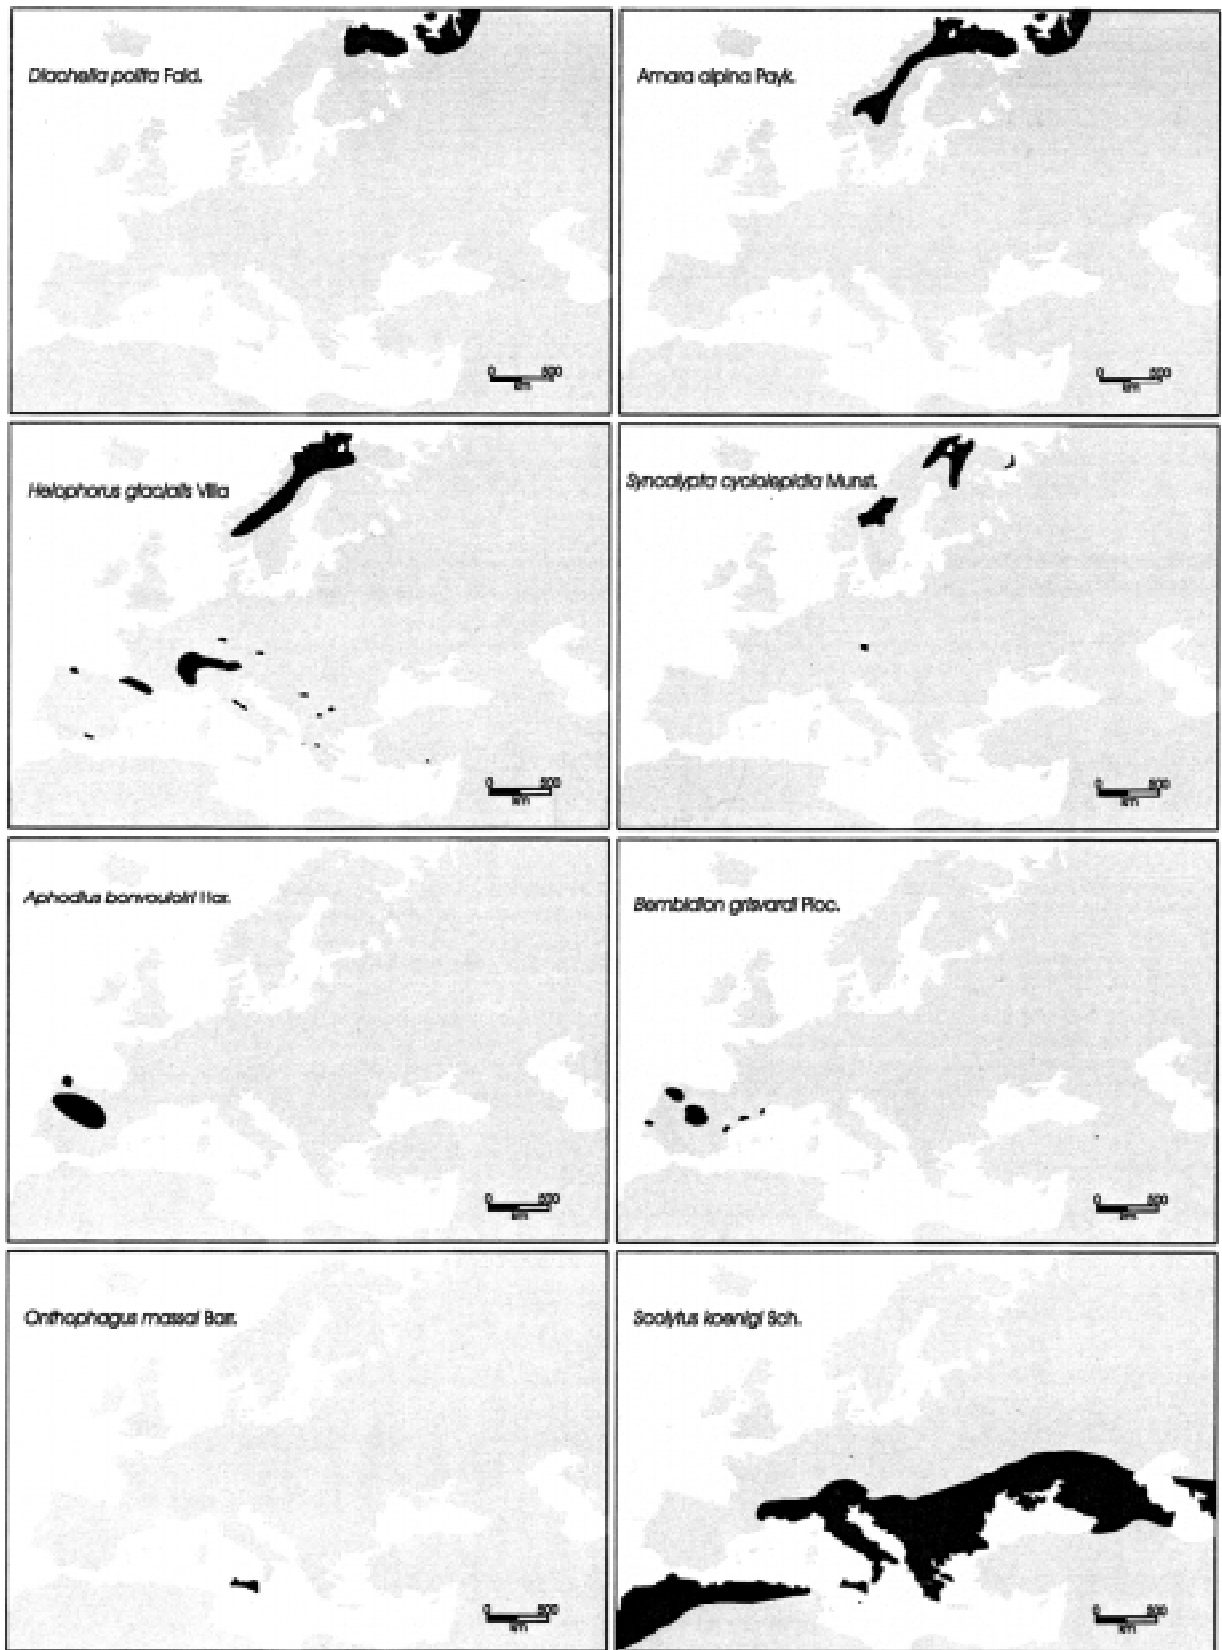 Diacheila polita Fald.
0 500
km
Amara alpina Payk.
0 500
km
Helophorus glacialis Villa
0 500
km
Syncalypta cyclolepidia Munst.
0 500
km
Aphodius bonvouloiri Har.
0 500
km
Bembidion grisvardi
0 500
km
Onthophagus massai Bar.
0 500
km
Scolytus koenigi Sch.
0 500
km